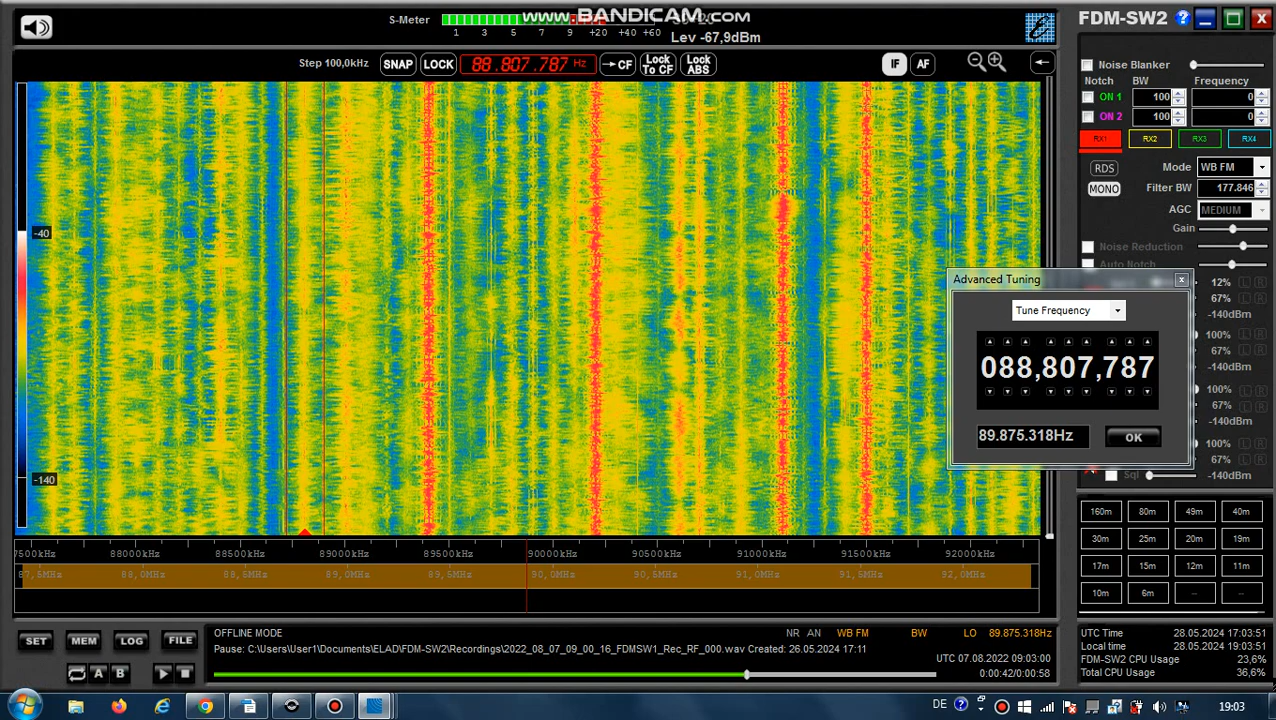 S-Meter
www.BANDICAM.com
1 3 5 7 9 +20 +40 +60
Lev -67,9dBm
FDM-SW2
Step 100,0kHz
SNAP
LOCK
88.807.787 Hz
→CF
Lock To CF
Lock ABS
IF
AF
Noise Blanker
Notch BW Frequency
ON 1 100 0
ON 2 100 0
RX1 RX2 RX3 RX4
RDS
Mode WB FM
MONO
Filter BW 177.846
AGC MEDIUM
Gain
Noise Reduction
Auto Notch
-40
-140
Advanced Tuning
Tune Frequency
088,807,787
89.875.318Hz
OK
12% L R
67%
-140dBm
100% L R
67% L R
-140dBm
100% L R
67% L R
-121dBm
100% L R
67% L R
Sql -140dBm
7500kHz 88000kHz 88500kHz 89000kHz 89500kHz 90000kHz 90500kHz 91000kHz 91500kHz 92000kHz
87,5MHz 88,0MHz 88,5MHz 89,0MHz 89,5MHz 90,0MHz 90,5MHz 91,0MHz 91,5MHz 92,0MHz
160m 80m 49m 40m
30m 25m 20m 19m
17m 15m 12m 11m
10m 6m -- --
SET
MEM
LOG
FILE
A
B
OFFLINE MODE
NR AN WB FM BW LO 89.875.318Hz
Pause: C:\Users\User1\Documents\ELAD\FDM-SW2\Recordings\2022_08_07_09_00_16_FDMSW1_Rec_RF_000.wav Created: 26.05.2024 17:11
UTC 07.08.2022 09:03:00
0:00:42/0:00:58
UTC Time 28.05.2024 17:03:51
Local time 28.05.2024 19:03:51
FDM-SW2 CPU Usage 23,6%
Total CPU Usage 36,6%
DE
19:03